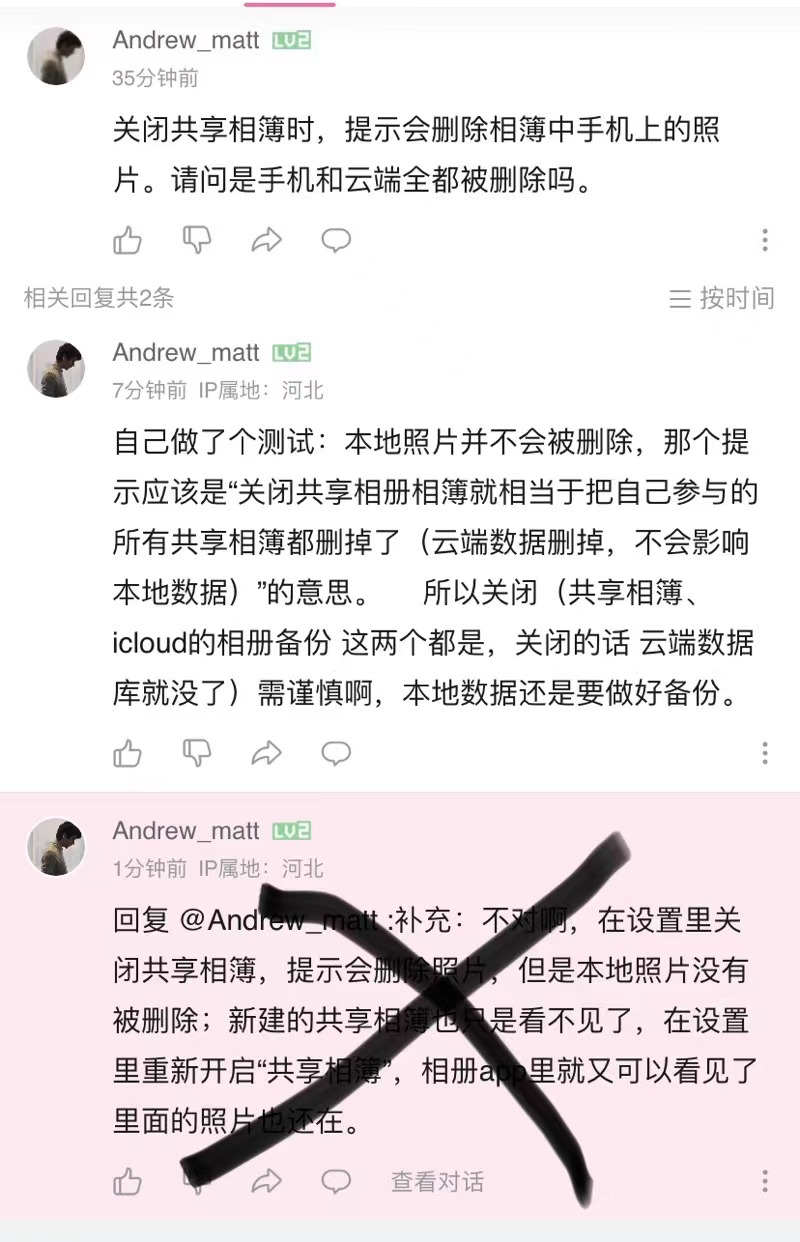 Andrew_matt LV2
35分钟前
关闭共享相簿时，提示会删除相簿中手机上的照
片。请问是手机和云端全都被删除吗。
相关回复共2条 按时间
Andrew_matt LV2
7分钟前 IP属地：河北
自己做了个测试：本地照片并不会被删除，那个提
示应该是“关闭共享相册相簿就相当于把自己参与的
所有共享相簿都删掉了（云端数据删掉，不会影响
本地数据）”的意思。 所以关闭（共享相簿、
icloud的相册备份 这两个都是，关闭的话 云端数据
库就没了）需谨慎啊，本地数据还是要做好备份。
Andrew_matt LV2
1分钟前 IP属地：河北
回复 @Andrew_matt :补充：不对啊，在设置里关
闭共享相簿，提示会删除照片，但是本地照片没有
被删除；新建的共享相簿也只是看不见了，在设置
里重新开启“共享相簿”，相册app里就又可以看见了
里面的照片也还在。
查看对话